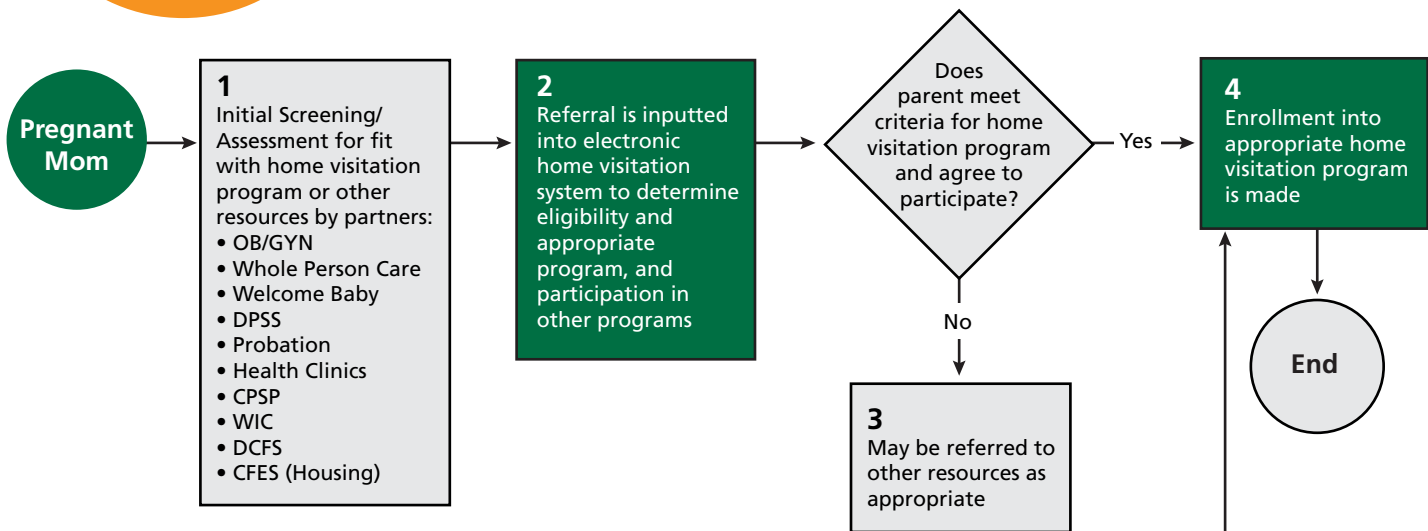 Pregnant
Mom
1
Initial Screening/
Assessment for fit
with home visitation
program or other
resources by partners:
• OB/GYN
• Whole Person Care
• Welcome Baby
• DPSS
• Probation
• Health Clinics
• CPSP
• WIC
• DCFS
• CFES (Housing)
2
Referral is inputted
into electronic
home visitation
system to determine
eligibility and
appropriate
program, and
participation in
other programs
Does
parent meet
criteria for home
visitation program
and agree to
participate?
Yes
No
3
May be referred to
other resources as
appropriate
4
Enrollment into
appropriate home
visitation program
is made
End